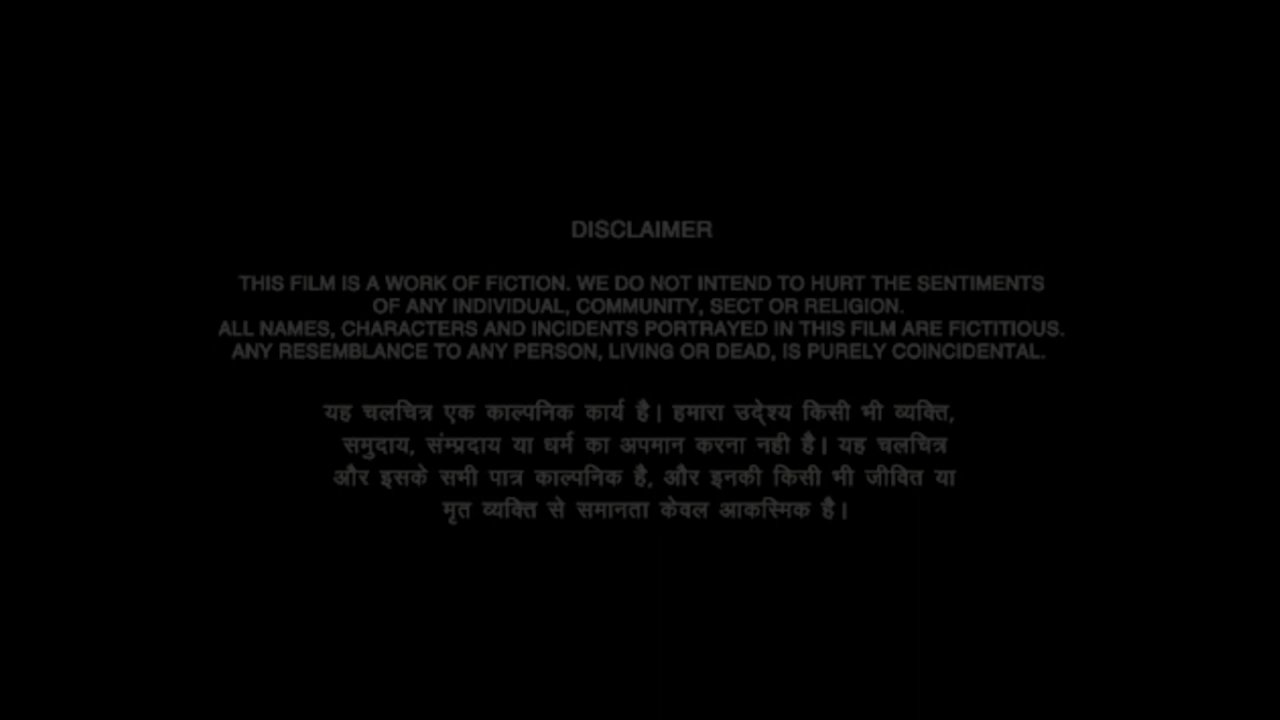 DISCLAIMER
THIS FILM IS A WORK OF FICTION. WE DO NOT INTEND TO HURT THE SENTIMENTS
OF ANY INDIVIDUAL, COMMUNITY, SECT OR RELIGION.
ALL NAMES, CHARACTERS AND INCIDENTS PORTRAYED IN THIS FILM ARE FICTITIOUS.
ANY RESEMBLANCE TO ANY PERSON, LIVING OR DEAD, IS PURELY COINCIDENTAL.
यह चलचित्र एक काल्पनिक कार्य है। हमारा उद्देश्य किसी भी व्यक्ति,
समुदाय, संम्प्रदाय या धर्म का अपमान करना नही है। यह चलचित्र
और इसके सभी पात्र काल्पनिक है, और इनकी किसी भी जीवित या
मृत व्यक्ति से समानता केवल आकस्मिक है।